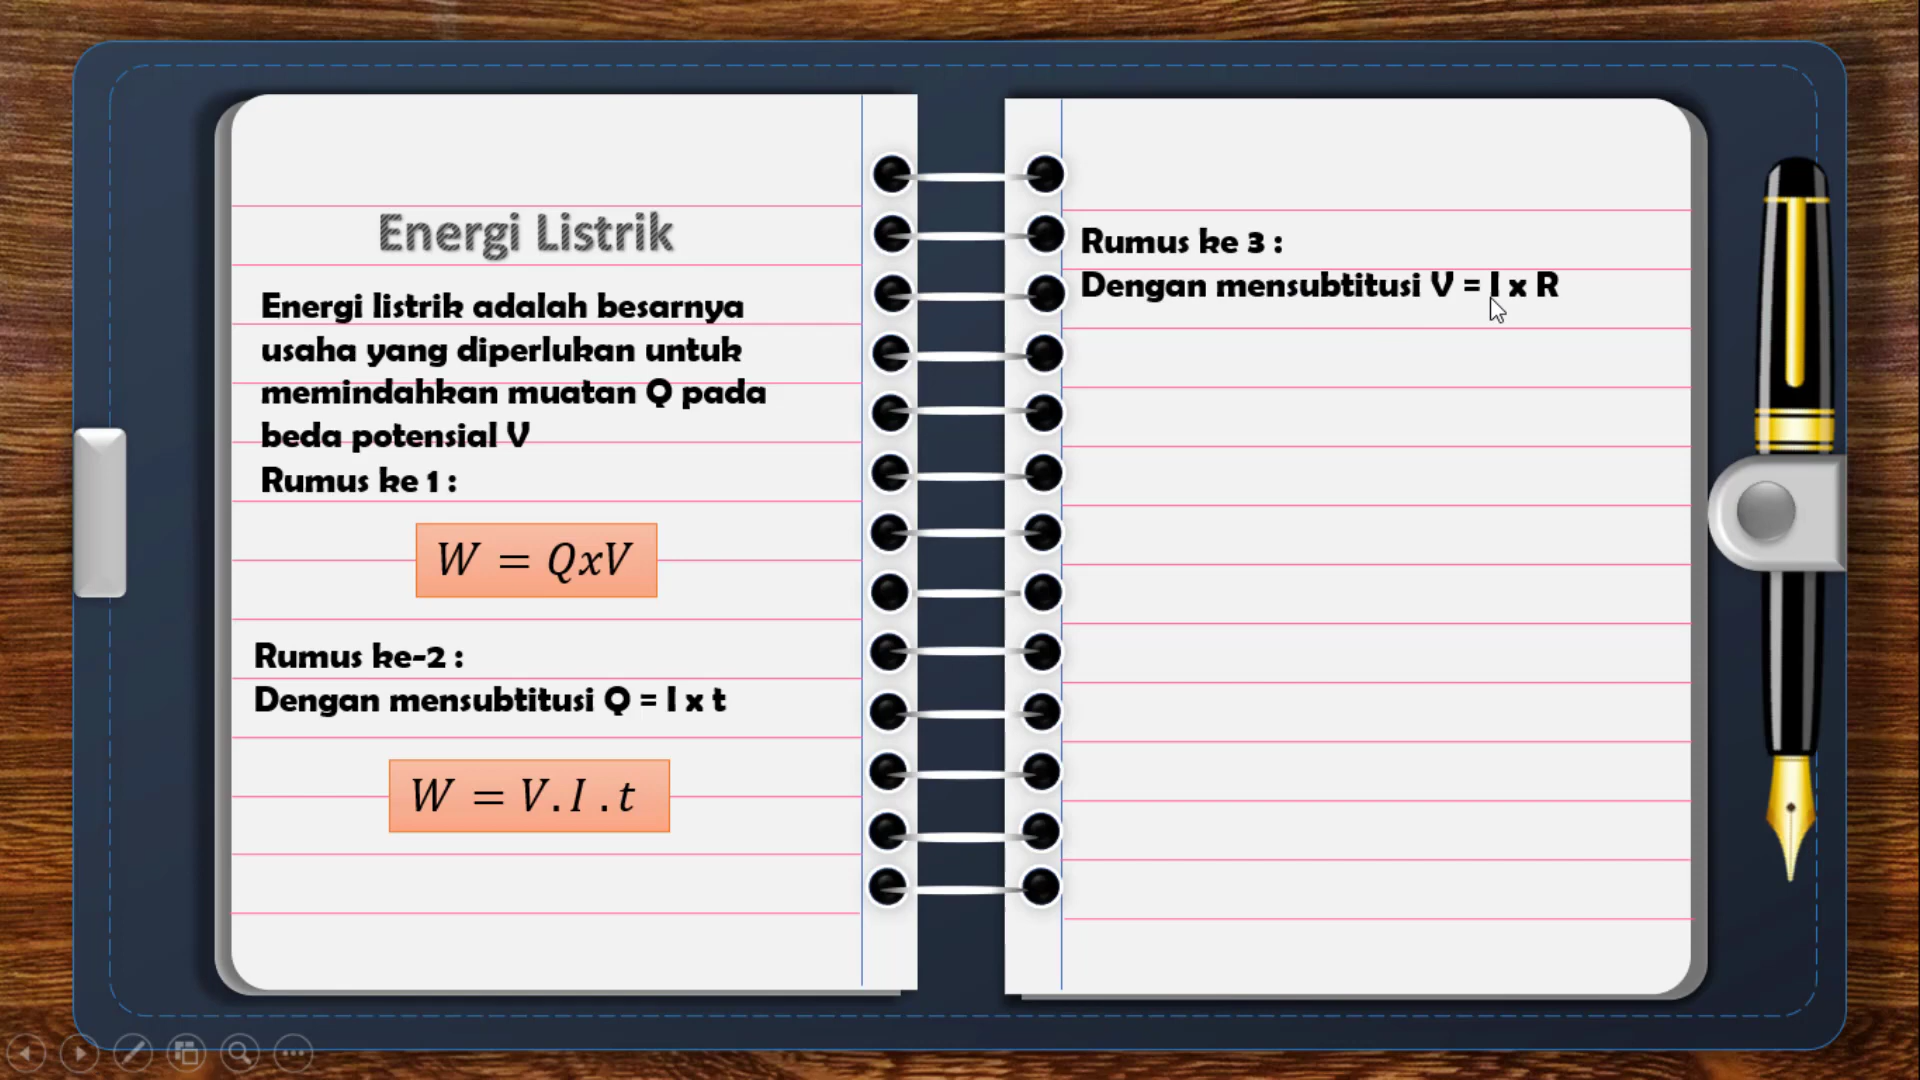 Energi Listrik
Energi listrik adalah besarnya
usaha yang diperlukan untuk
memindahkan muatan Q pada
beda potensial V
Rumus ke 1 :
W = QxV
Rumus ke-2 :
Dengan mensubtitusi Q = I x t
W = V.I .t
Rumus ke 3 :
Dengan mensubtitusi V = I x R